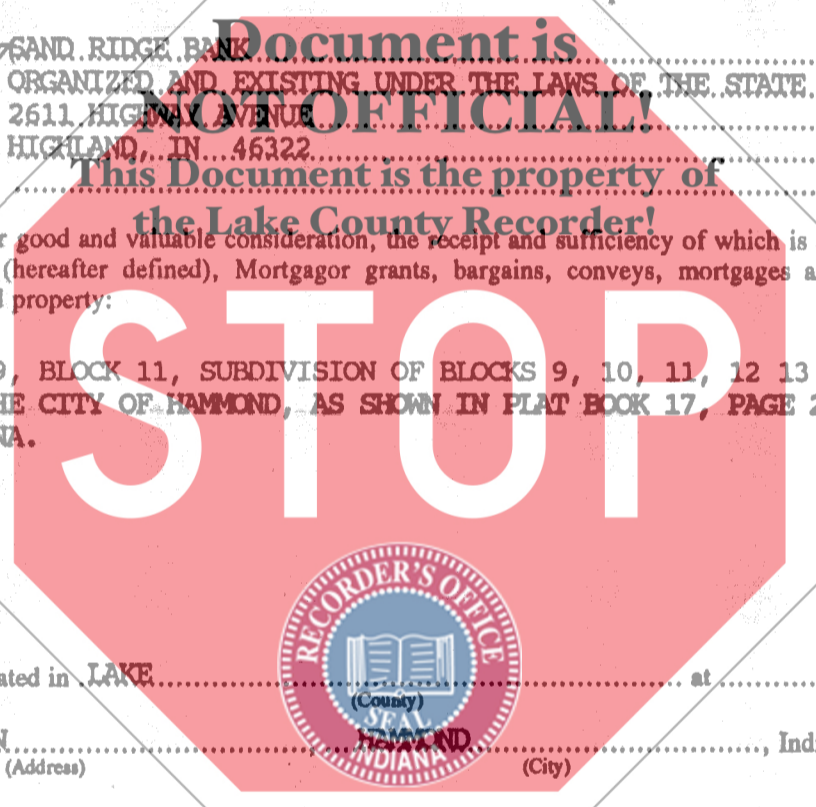 SAND RIDGE BANK
Document is
ORGANIZED AND EXISTING UNDER THE LAWS OF THE STATE
2611 HIGHWAY AVENUE
NOT OFFICIAL!
HIGHLAND, IN 46322
This Document is the property of
the Lake County Recorder!
good and valuable consideration, the receipt and sufficiency of which is
(hereafter defined), Mortgagor grants, bargains, conveys, mortgages a
property:
STOP
9, BLOCK 11, SUBDIVISION OF BLOCKS 9, 10, 11, 12 13
CITY OF HAMMOND, AS SHOWN IN PLAT BOOK 17, PAGE 2
NA.
RECORDER'S OFFICE
ated in LAKE at
(County)
SEAL
N HAMMOND, Indi
INDIANA
(Address) (City)